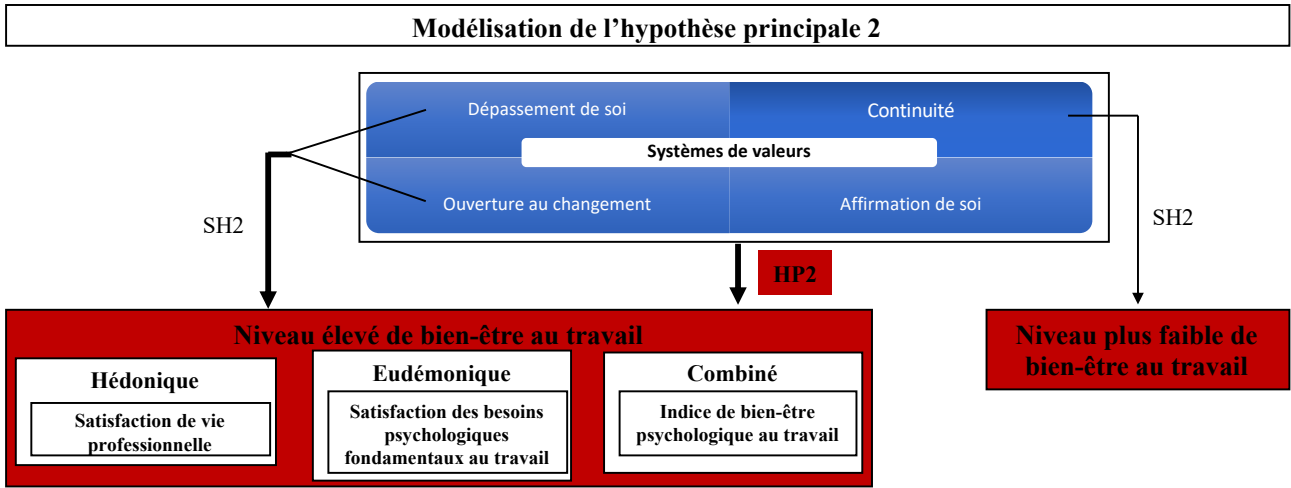 Modélisation de l’hypothèse principale 2
Dépassement de soi
Continuité
Systèmes de valeurs
Ouverture au changement
Affirmation de soi
SH2
SH2
HP2
Niveau élevé de bien-être au travail
Hédonique
Satisfaction de vie
professionnelle
Eudémonique
Satisfaction des besoins
psychologiques
fondamentaux au travail
Combiné
Indice de bien-être
psychologique au travail
Niveau plus faible de
bien-être au travail